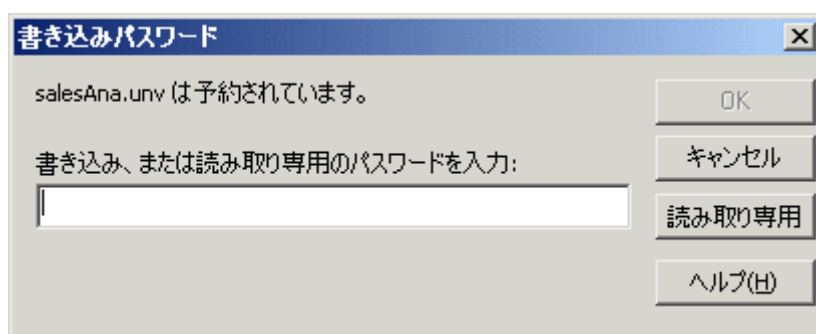 書き込みパスワード
salesAna.unv は予約されています。
OK
書き込み、または読み取り専用のパスワードを入力:
キャンセル
読み取り専用
ヘルプ(H)